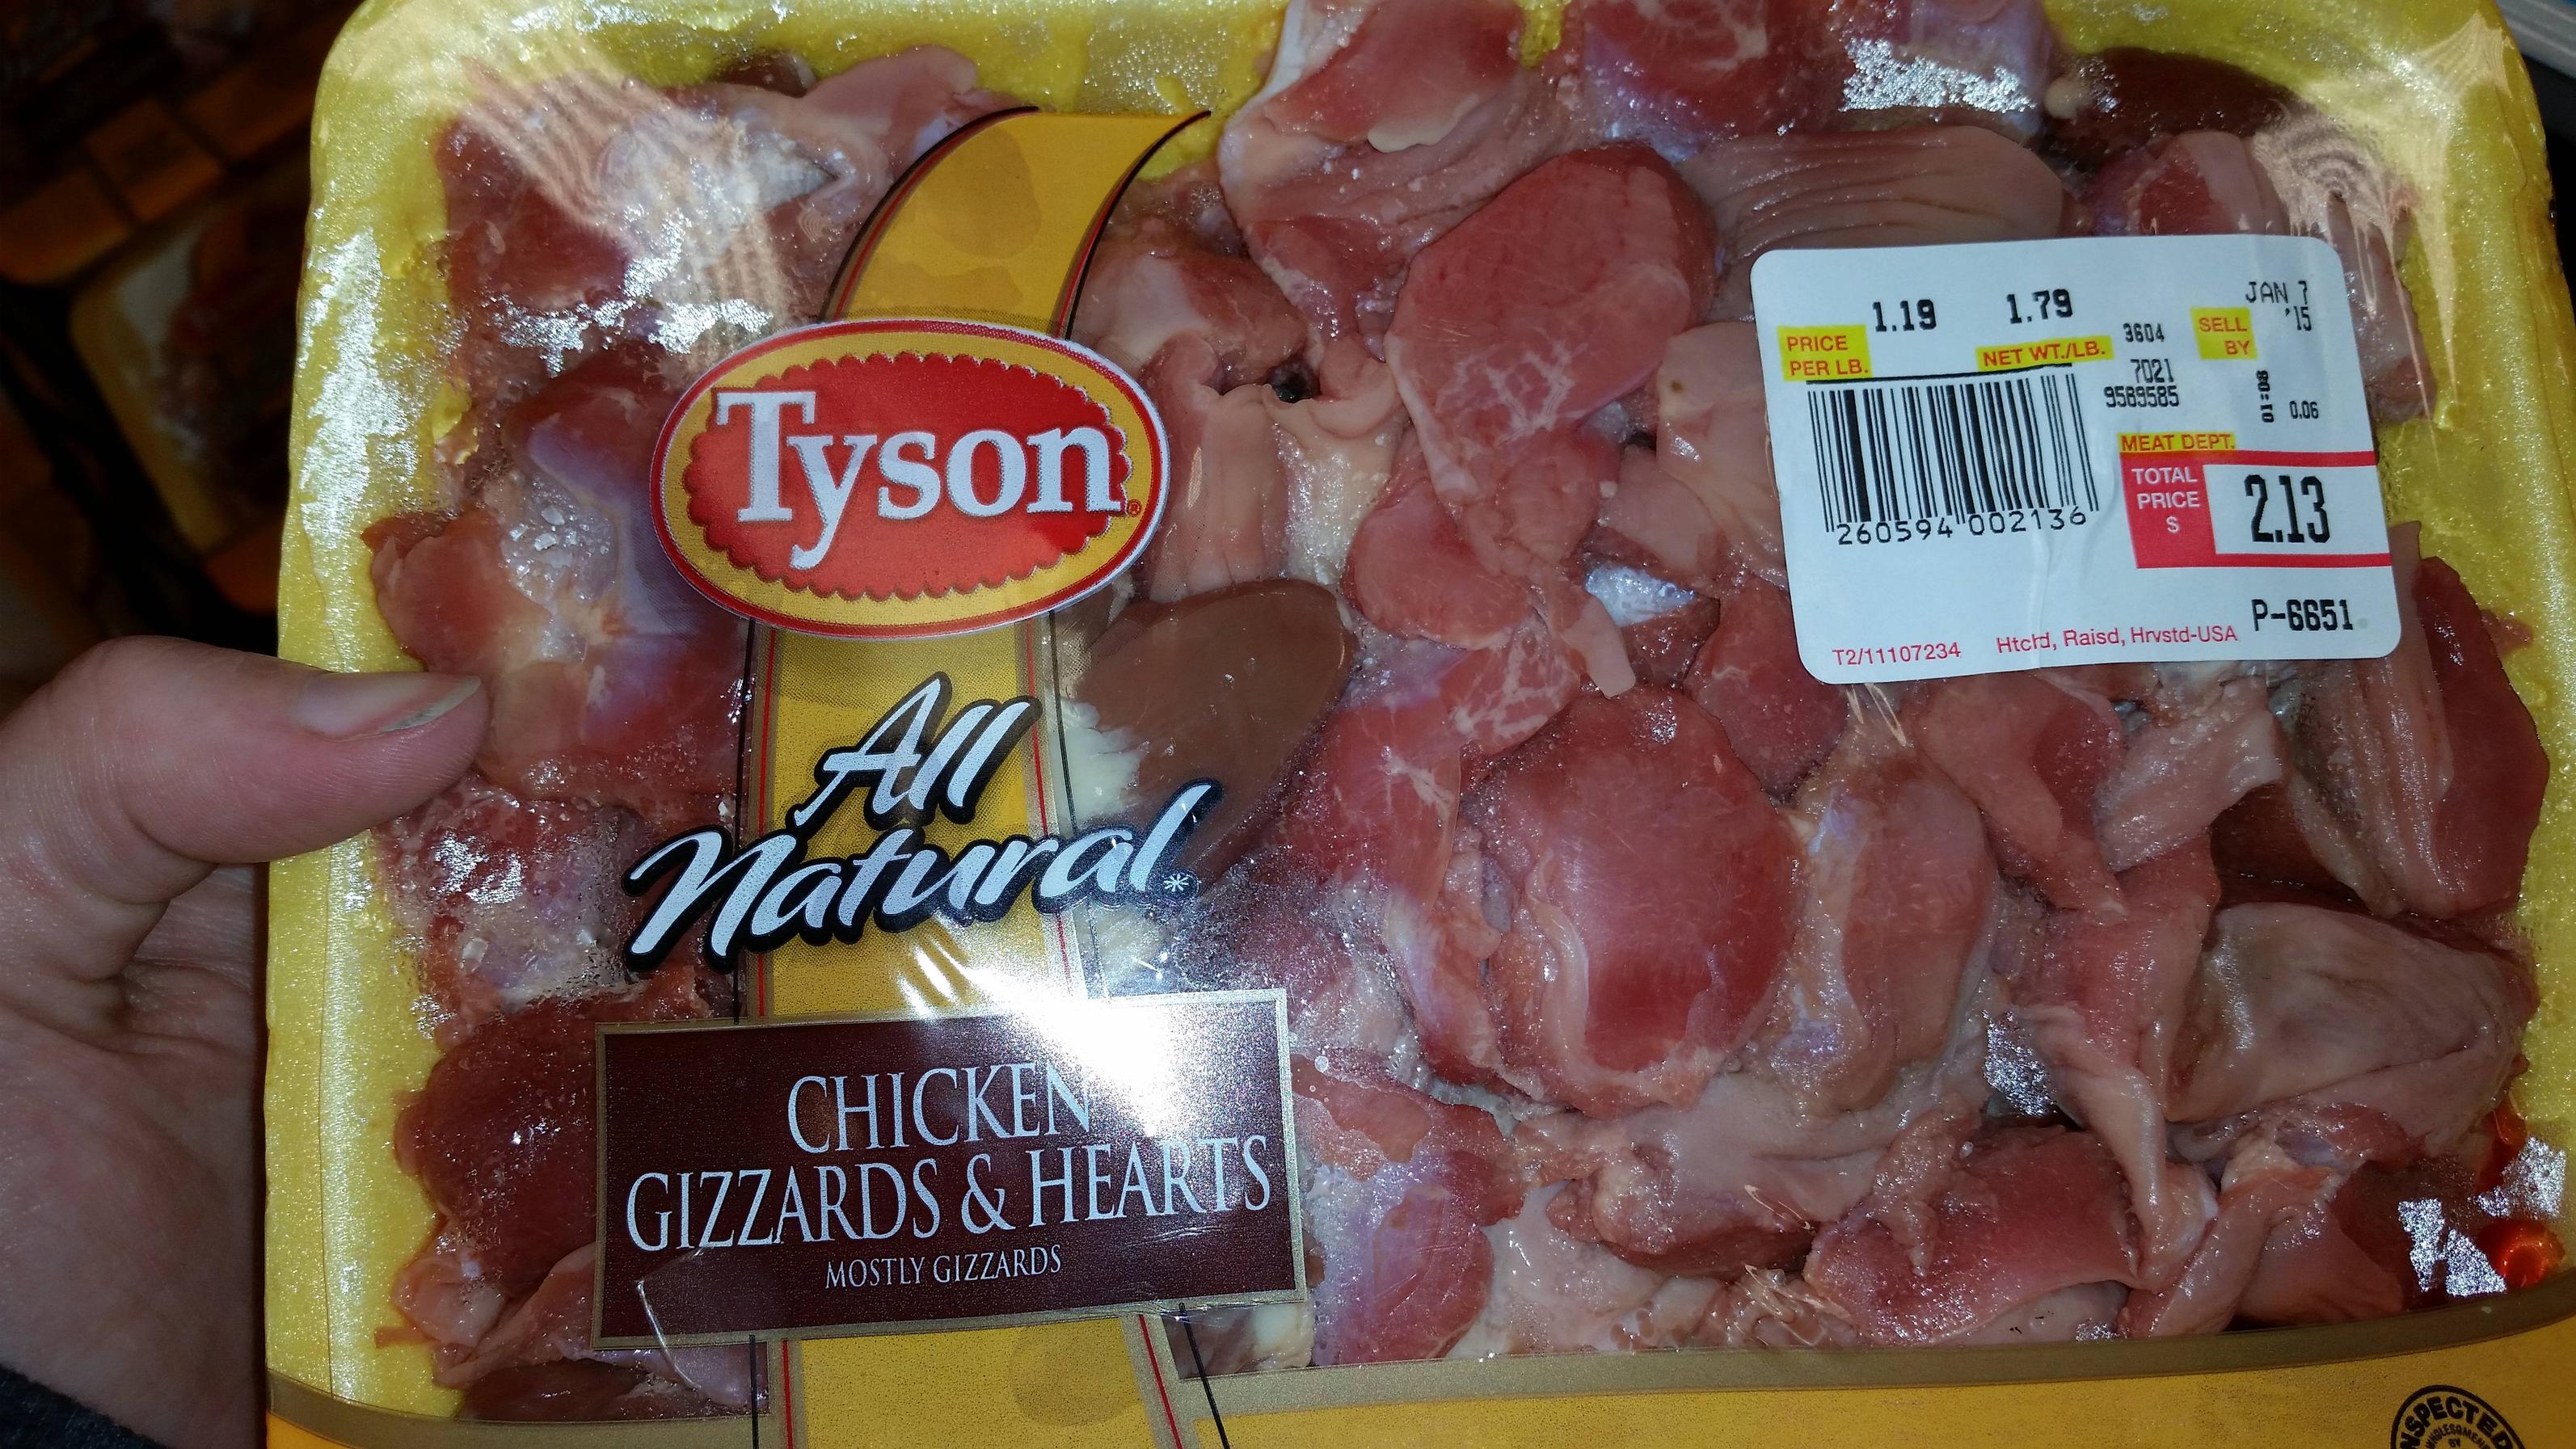 Tyson®
All
Natural*
CHICKEN
GIZZARDS & HEARTS
MOSTLY GIZZARDS
PRICE
PER LB.
1.19
1.79
NET WT./LB.
3604
7021
9589585
SELL
BY
JAN 7
'15
0.06
MEAT DEPT.
TOTAL
PRICE
$
2.13
260594 002136
P-6651
T2/11107234 Htchd, Raisd, Hrvstd-USA
INSPECTED
BY